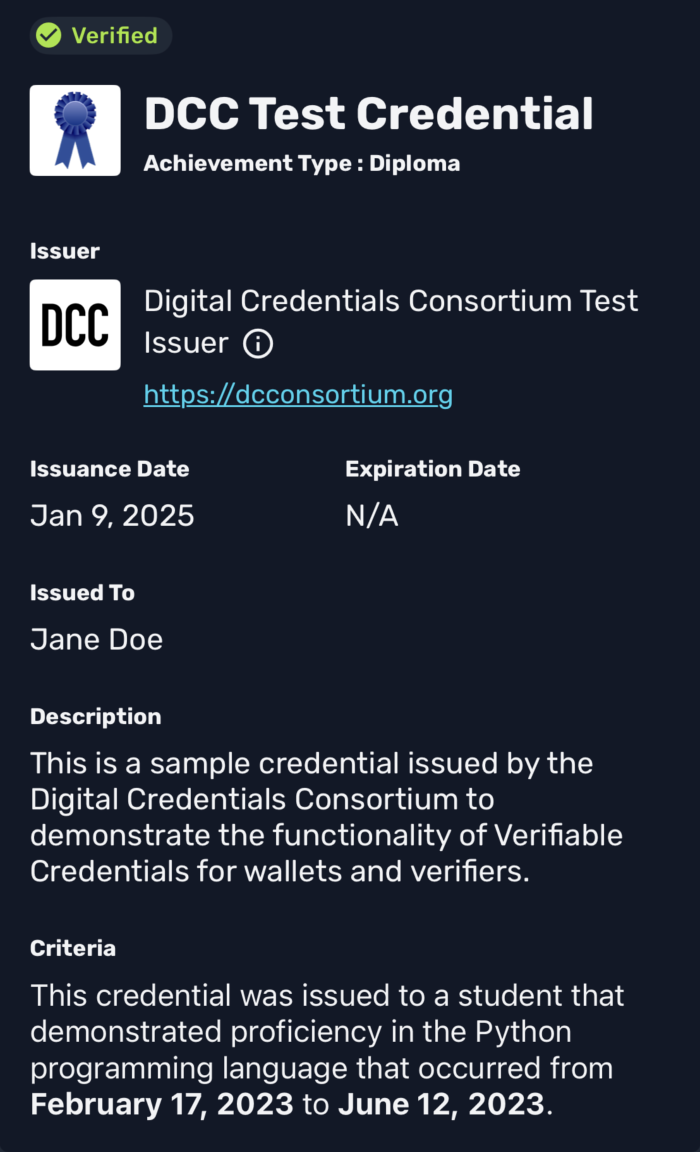 Verified
DCC Test Credential
Achievement Type : Diploma
Issuer
DCC
Digital Credentials Consortium Test
Issuer
https://dcconsortium.org
Issuance Date
Expiration Date
Jan 9, 2025
N/A
Issued To
Jane Doe
Description
This is a sample credential issued by the
Digital Credentials Consortium to
demonstrate the functionality of Verifiable
Credentials for wallets and verifiers.
Criteria
This credential was issued to a student that
demonstrated proficiency in the Python
programming language that occurred from
February 17, 2023 to June 12, 2023.